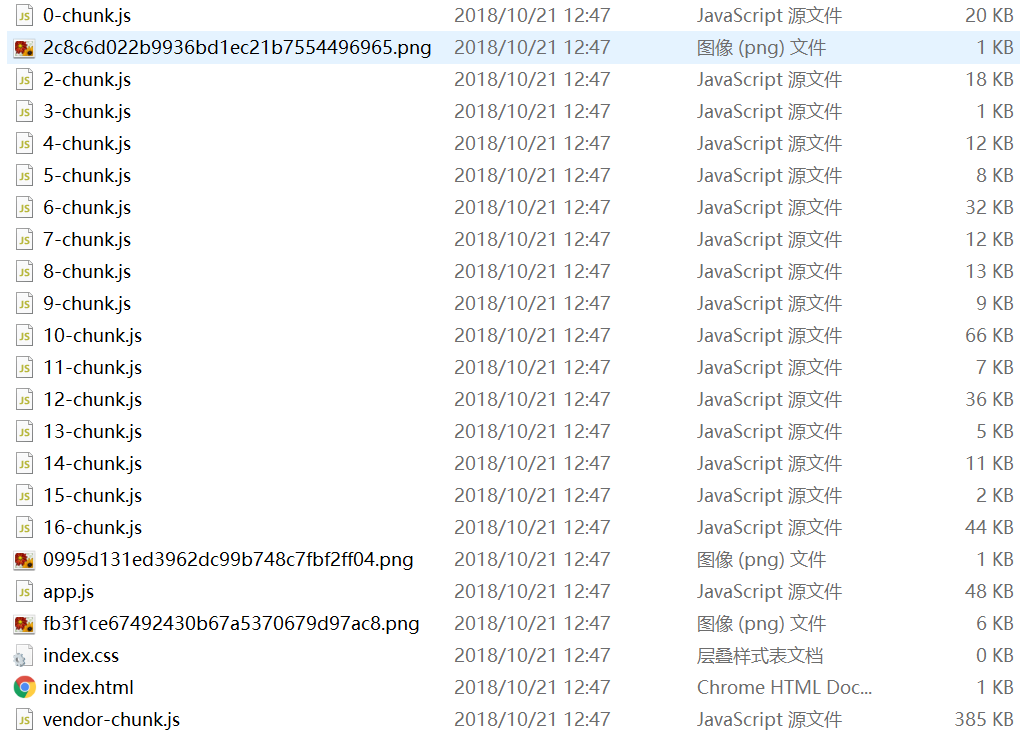 0-chunk.js 2018/10/21 12:47 JavaScript 源文件 20 KB
2c8c6d022b9936bd1ec21b7554496965.png 2018/10/21 12:47 图像 (png) 文件 1 KB
2-chunk.js 2018/10/21 12:47 JavaScript 源文件 18 KB
3-chunk.js 2018/10/21 12:47 JavaScript 源文件 1 KB
4-chunk.js 2018/10/21 12:47 JavaScript 源文件 12 KB
5-chunk.js 2018/10/21 12:47 JavaScript 源文件 8 KB
6-chunk.js 2018/10/21 12:47 JavaScript 源文件 32 KB
7-chunk.js 2018/10/21 12:47 JavaScript 源文件 12 KB
8-chunk.js 2018/10/21 12:47 JavaScript 源文件 13 KB
9-chunk.js 2018/10/21 12:47 JavaScript 源文件 9 KB
10-chunk.js 2018/10/21 12:47 JavaScript 源文件 66 KB
11-chunk.js 2018/10/21 12:47 JavaScript 源文件 7 KB
12-chunk.js 2018/10/21 12:47 JavaScript 源文件 36 KB
13-chunk.js 2018/10/21 12:47 JavaScript 源文件 5 KB
14-chunk.js 2018/10/21 12:47 JavaScript 源文件 11 KB
15-chunk.js 2018/10/21 12:47 JavaScript 源文件 2 KB
16-chunk.js 2018/10/21 12:47 JavaScript 源文件 44 KB
0995d131ed3962dc99b748c7fbf2ff04.png 2018/10/21 12:47 图像 (png) 文件 1 KB
app.js 2018/10/21 12:47 JavaScript 源文件 48 KB
fb3f1ce67492430b67a5370679d97ac8.png 2018/10/21 12:47 图像 (png) 文件 6 KB
index.css 2018/10/21 12:47 层叠样式表文档 0 KB
index.html 2018/10/21 12:47 Chrome HTML Doc... 1 KB
vendor-chunk.js 2018/10/21 12:47 JavaScript 源文件 385 KB